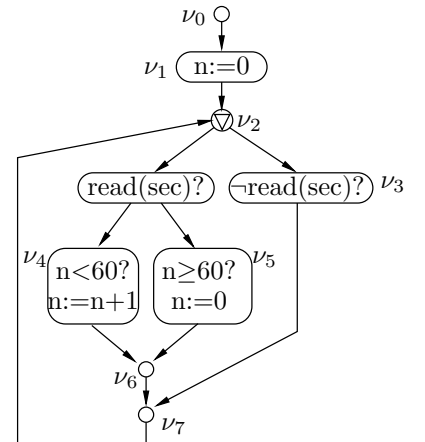 ν0
ν1 n:=0
ν2
read(sec)? ¬read(sec)? ν3
ν4 ν5
n<60? n≥60?
n:=n+1 n:=0
ν6
ν7